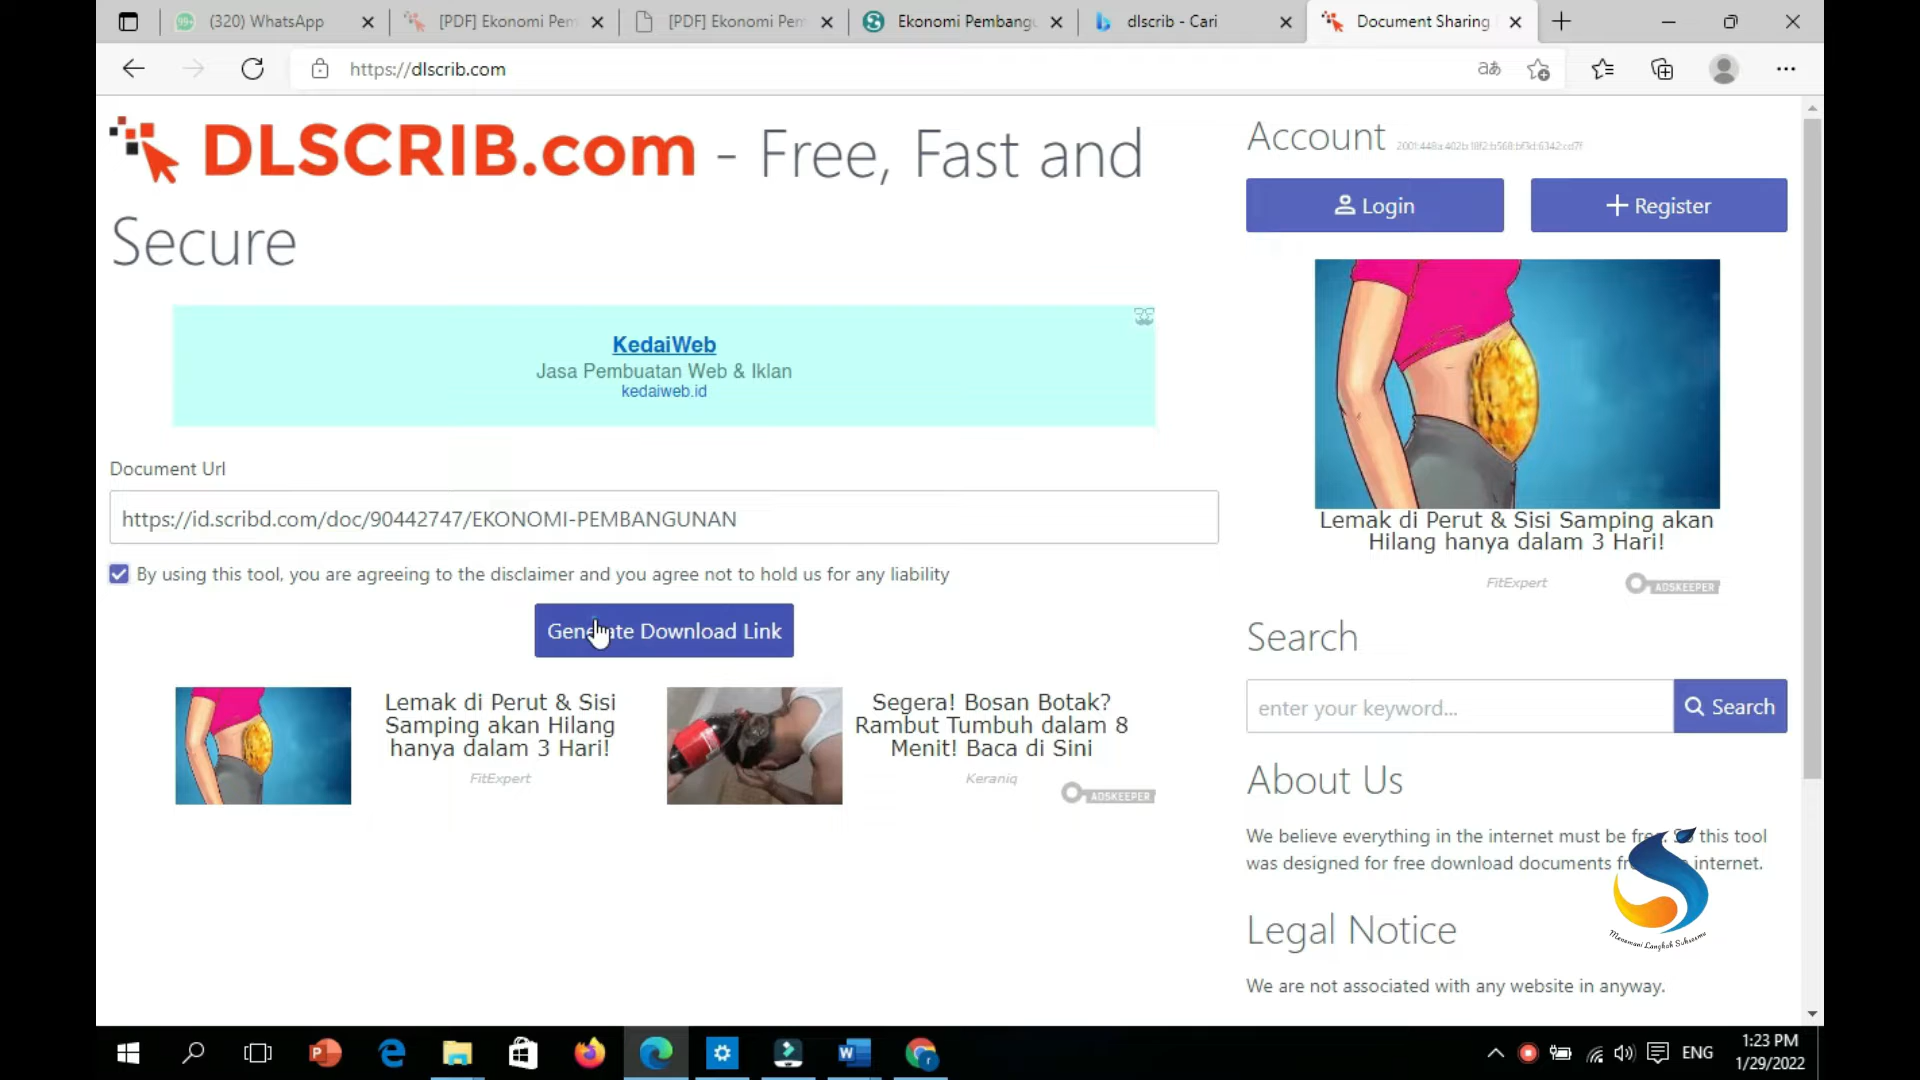 99+
(320) WhatsApp
[PDF] Ekonomi Pem
[PDF] Ekonomi Pem
Ekonomi Pembangu
dlscrib - Cari
Document Sharing
https://dlscrib.com
aあ
DLSCRIB.com - Free, Fast and
Secure
KedaiWeb
Jasa Pembuatan Web & Iklan
kedaiweb.id
Document Url
https://id.scribd.com/doc/90442747/EKONOMI-PEMBANGUNAN
By using this tool, you are agreeing to the disclaimer and you agree not to hold us for any liability
Generate Download Link
Lemak di Perut & Sisi
Samping akan Hilang
hanya dalam 3 Hari!
FitExpert
Segera! Bosan Botak?
Rambut Tumbuh dalam 8
Menit! Baca di Sini
Keraniq
ADSKEEPER
Account
Login
Register
Lemak di Perut & Sisi Samping akan
Hilang hanya dalam 3 Hari!
FitExpert
ADSKEEPER
Search
enter your keyword...
Search
About Us
We believe everything in the internet must be free. So this tool
was designed for free download documents internet.
Legal Notice
We are not associated with any website in anyway.
Menemani Langkah Suksesmu
ENG
1:23 PM
1/29/2022